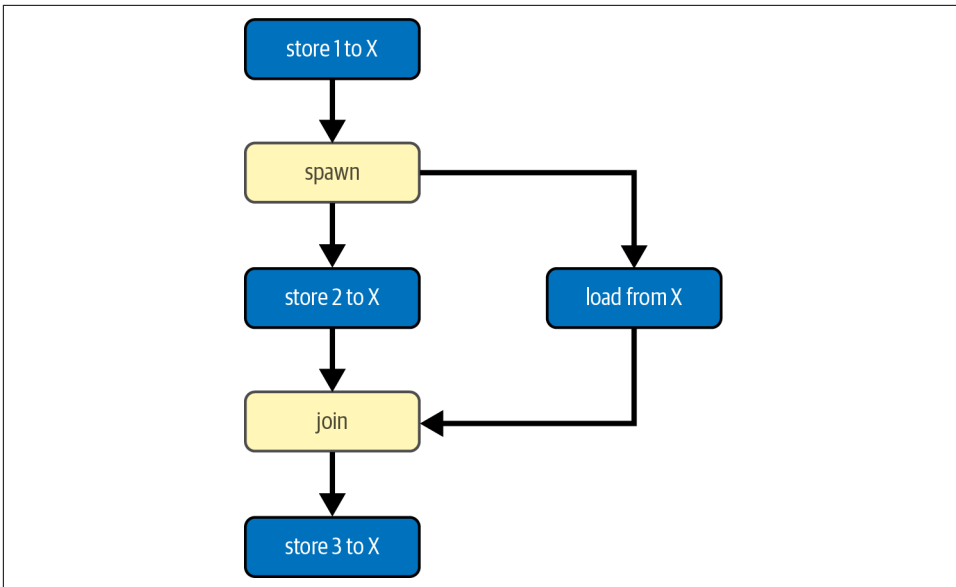 store 1 to X
spawn
store 2 to X
load from X
join
store 3 to X